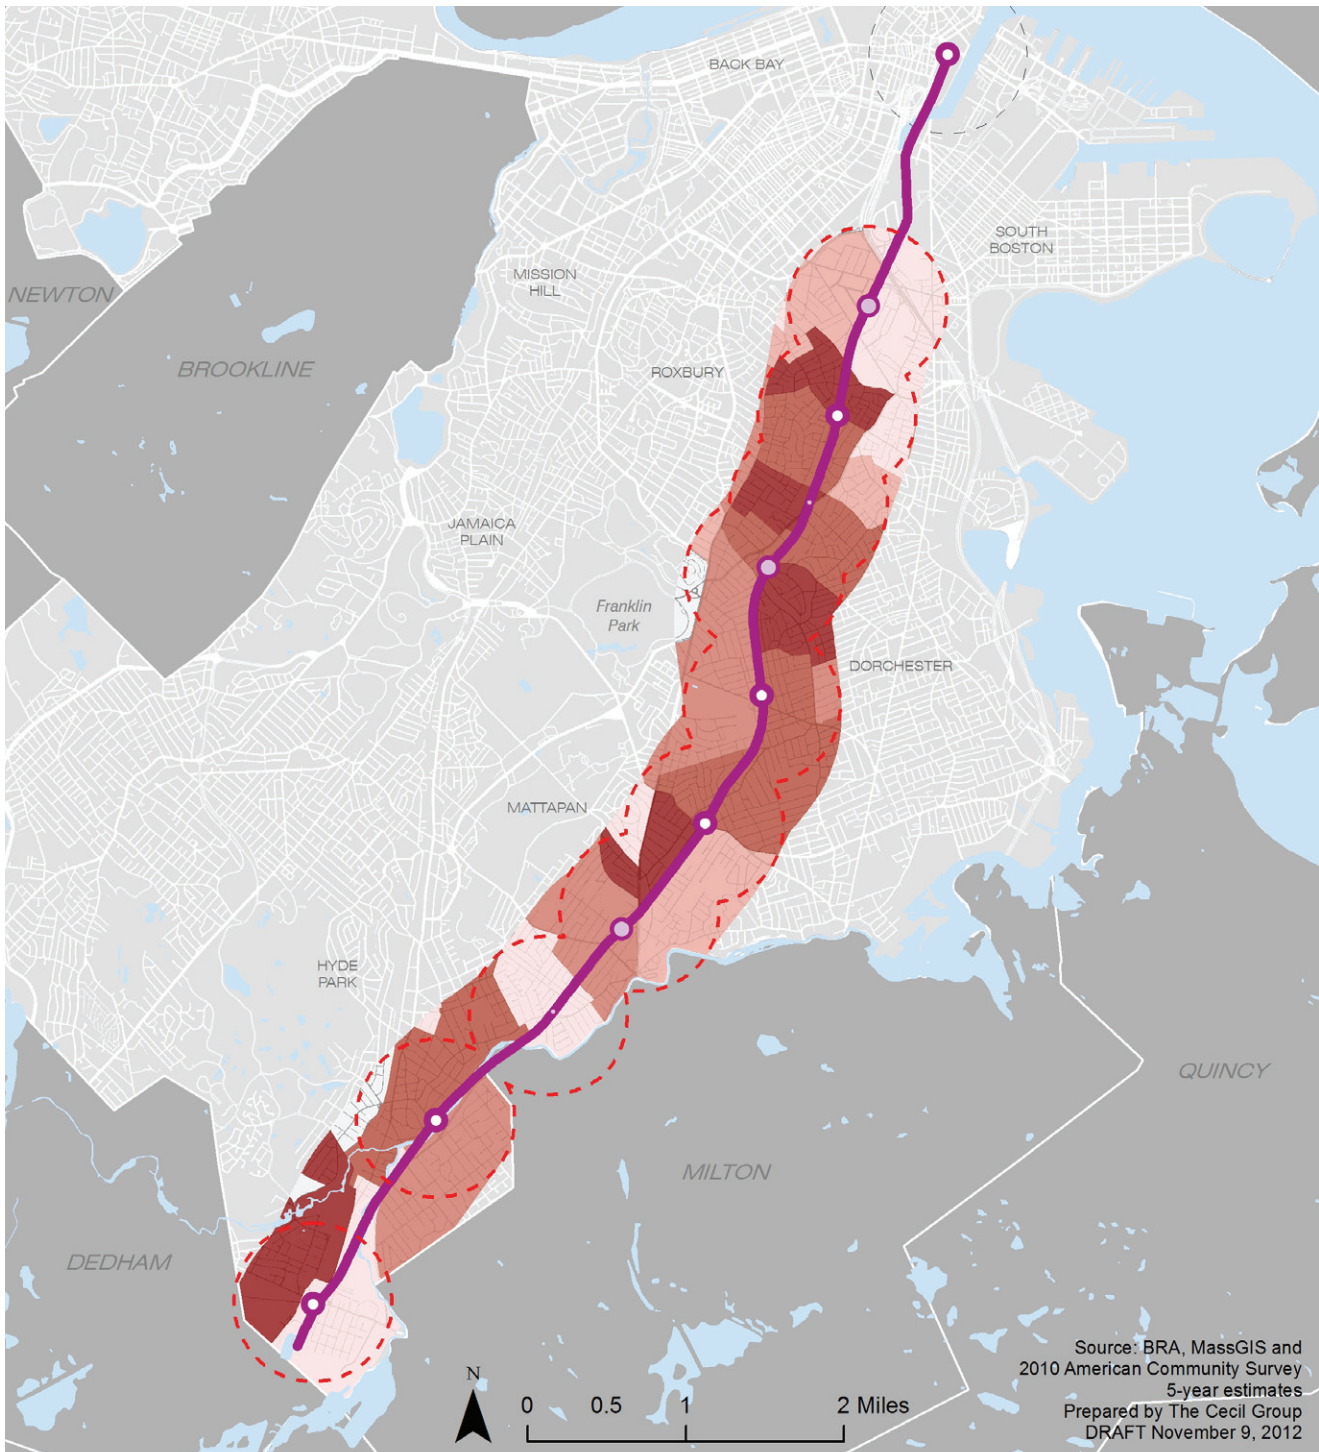 BACK BAY
SOUTH
BOSTON
MISSION
HILL
NEWTON
BROOKLINE
ROXBURY
JAMAICA
PLAIN
Franklin
Park
DORCHESTER
MATTAPAN
HYDE
PARK
QUINCY
MILTON
DEDHAM
N
0 0.5 1 2 Miles
Source: BRA, MassGIS and
2010 American Community Survey
5-year estimates
Prepared by The Cecil Group
DRAFT November 9, 2012